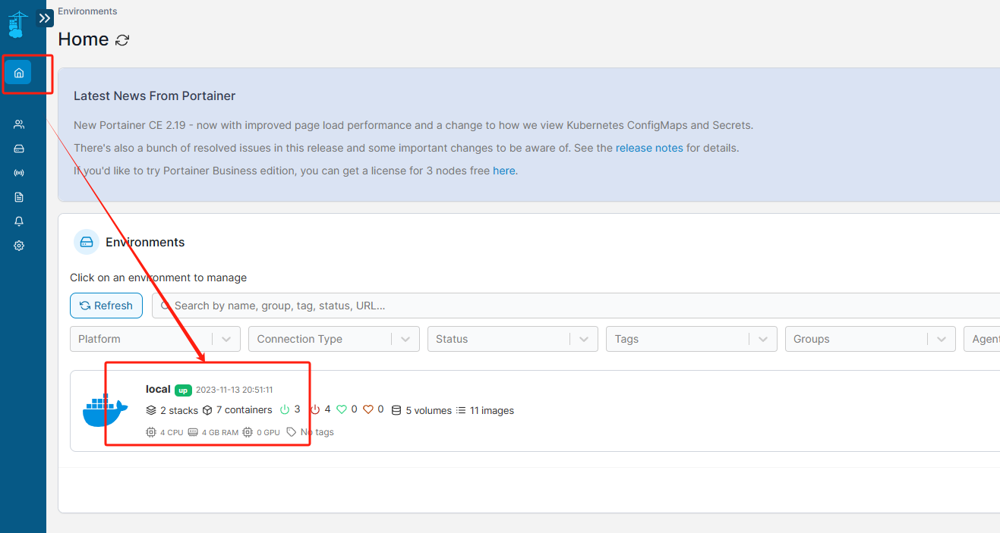 Environments
Home
Latest News From Portainer
New Portainer CE 2.19 - now with improved page load performance and a change to how we view Kubernetes ConfigMaps and Secrets.
There's also a bunch of resolved issues in this release and some important changes to be aware of. See the release notes for details.
If you'd like to try Portainer Business edition, you can get a license for 3 nodes free here.
Environments
Click on an environment to manage
Refresh Search by name, group, tag, status, URL...
Platform Connection Type Status Tags Groups Agent
local up 2023-11-13 20:51:11
2 stacks 7 containers 3 4 0 0 5 volumes 11 images
4 CPU 4 GB RAM 0 GPU No tags